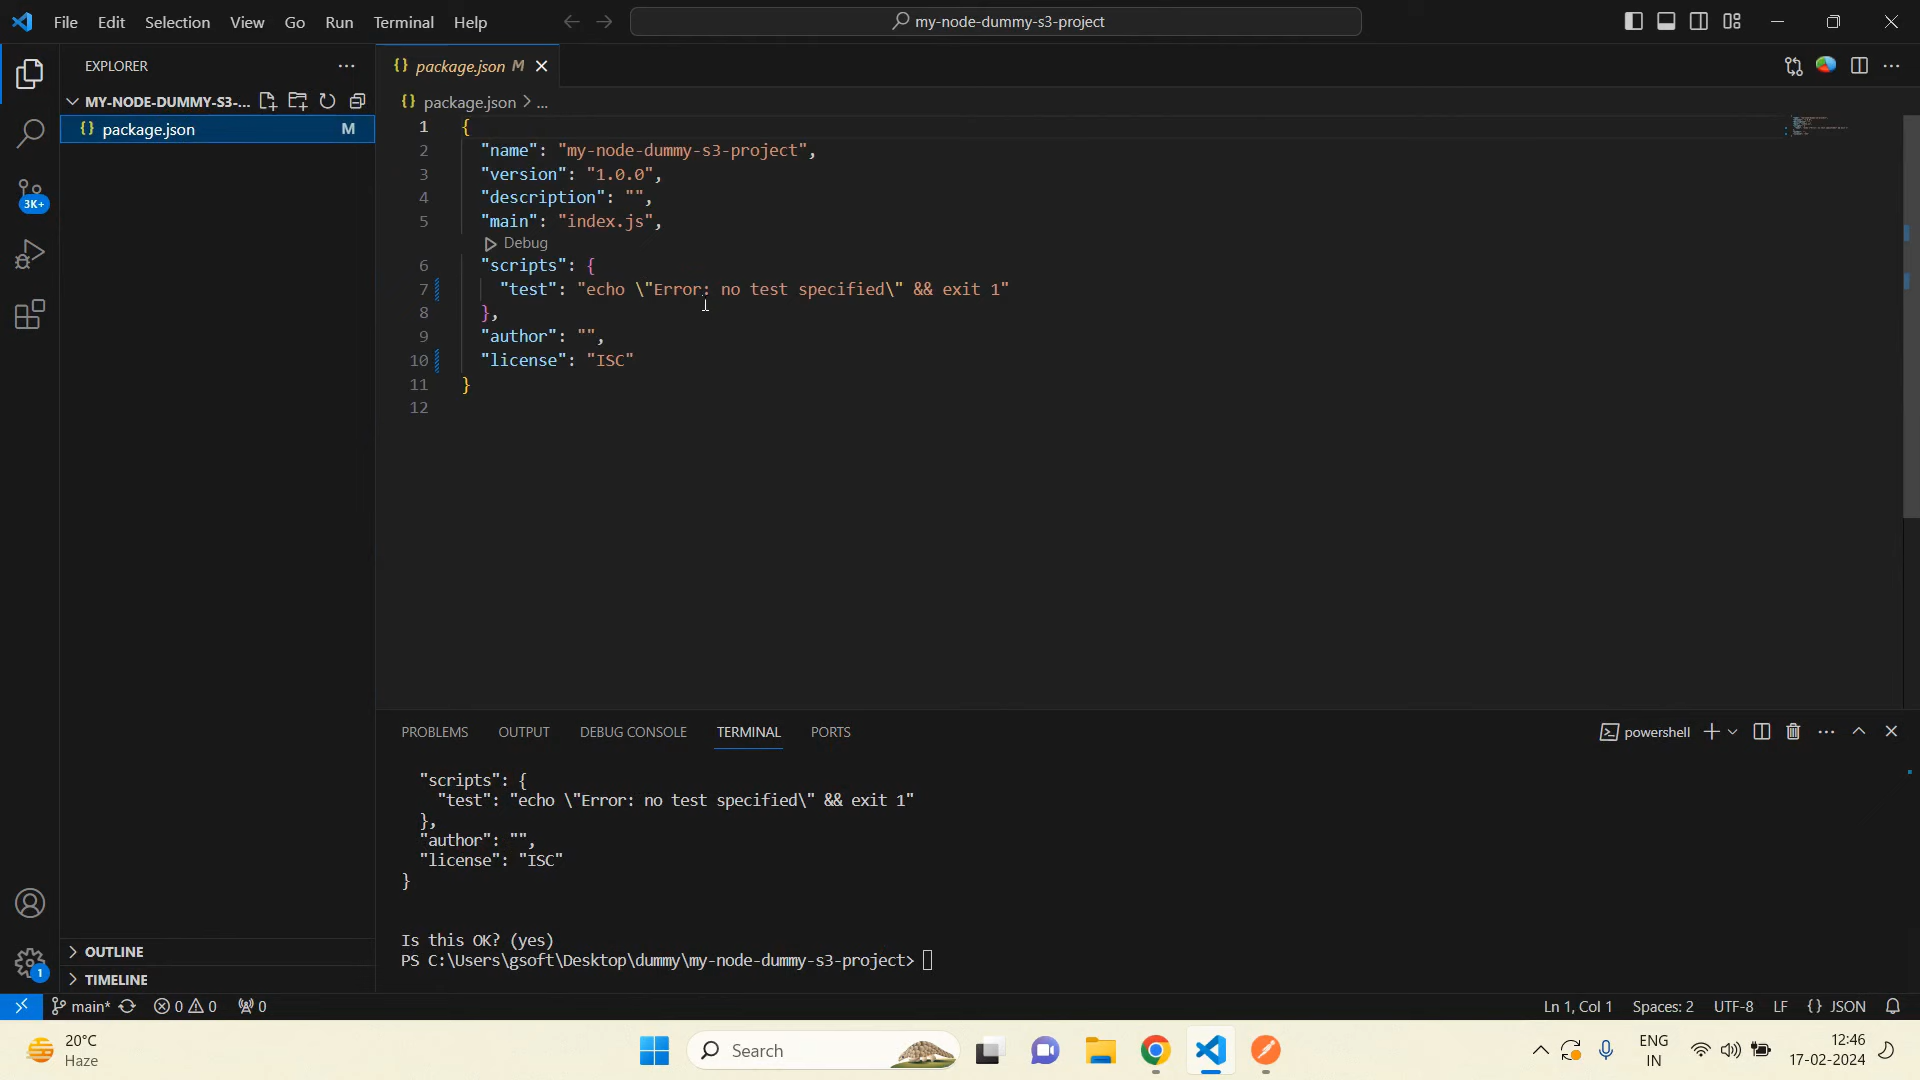 File Edit Selection View Go Run Terminal Help
my-node-dummy-s3-project
EXPLORER
MY-NODE-DUMMY-S3-...
{} package.json M
3K+
1
OUTLINE
TIMELINE
{} package.json M
{} package.json > ...
1 {
2 "name": "my-node-dummy-s3-project",
3 "version": "1.0.0",
4 "description": "",
5 "main": "index.js",
Debug
6 "scripts": {
7 "test": "echo \"Error: no test specified\" && exit 1"
8 },
9 "author": "",
10 "license": "ISC"
11 }
12
PROBLEMS OUTPUT DEBUG CONSOLE TERMINAL PORTS
powershell
"scripts": {
"test": "echo \"Error: no test specified\" && exit 1"
},
"author": "",
"license": "ISC"
}
Is this OK? (yes)
PS C:\Users\gsoft\Desktop\dummy\my-node-dummy-s3-project>
main* 0 0 0
Ln 1, Col 1 Spaces: 2 UTF-8 LF {} JSON
20°C
Haze
Search
ENG
IN
12:46
17-02-2024